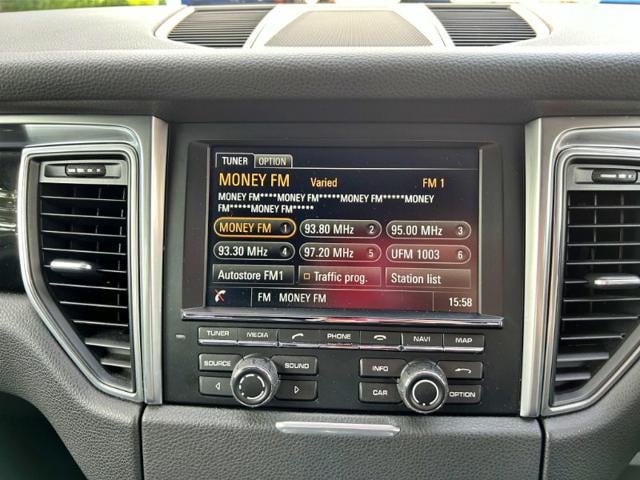 TUNER OPTION
MONEY FM Varied FM 1
MONEY FM****MONEY FM*****MONEY FM*****MONEY
FM*****MONEY FM*****
MONEY FM 1 93.80 MHz 2 95.00 MHz 3
93.30 MHz 4 97.20 MHz 5 UFM 1003 6
Autostore FM1 Traffic prog. Station list
FM MONEY FM 15:58
TUNER MEDIA PHONE NAVI MAP
SOURCE SOUND INFO
CAR OPTION